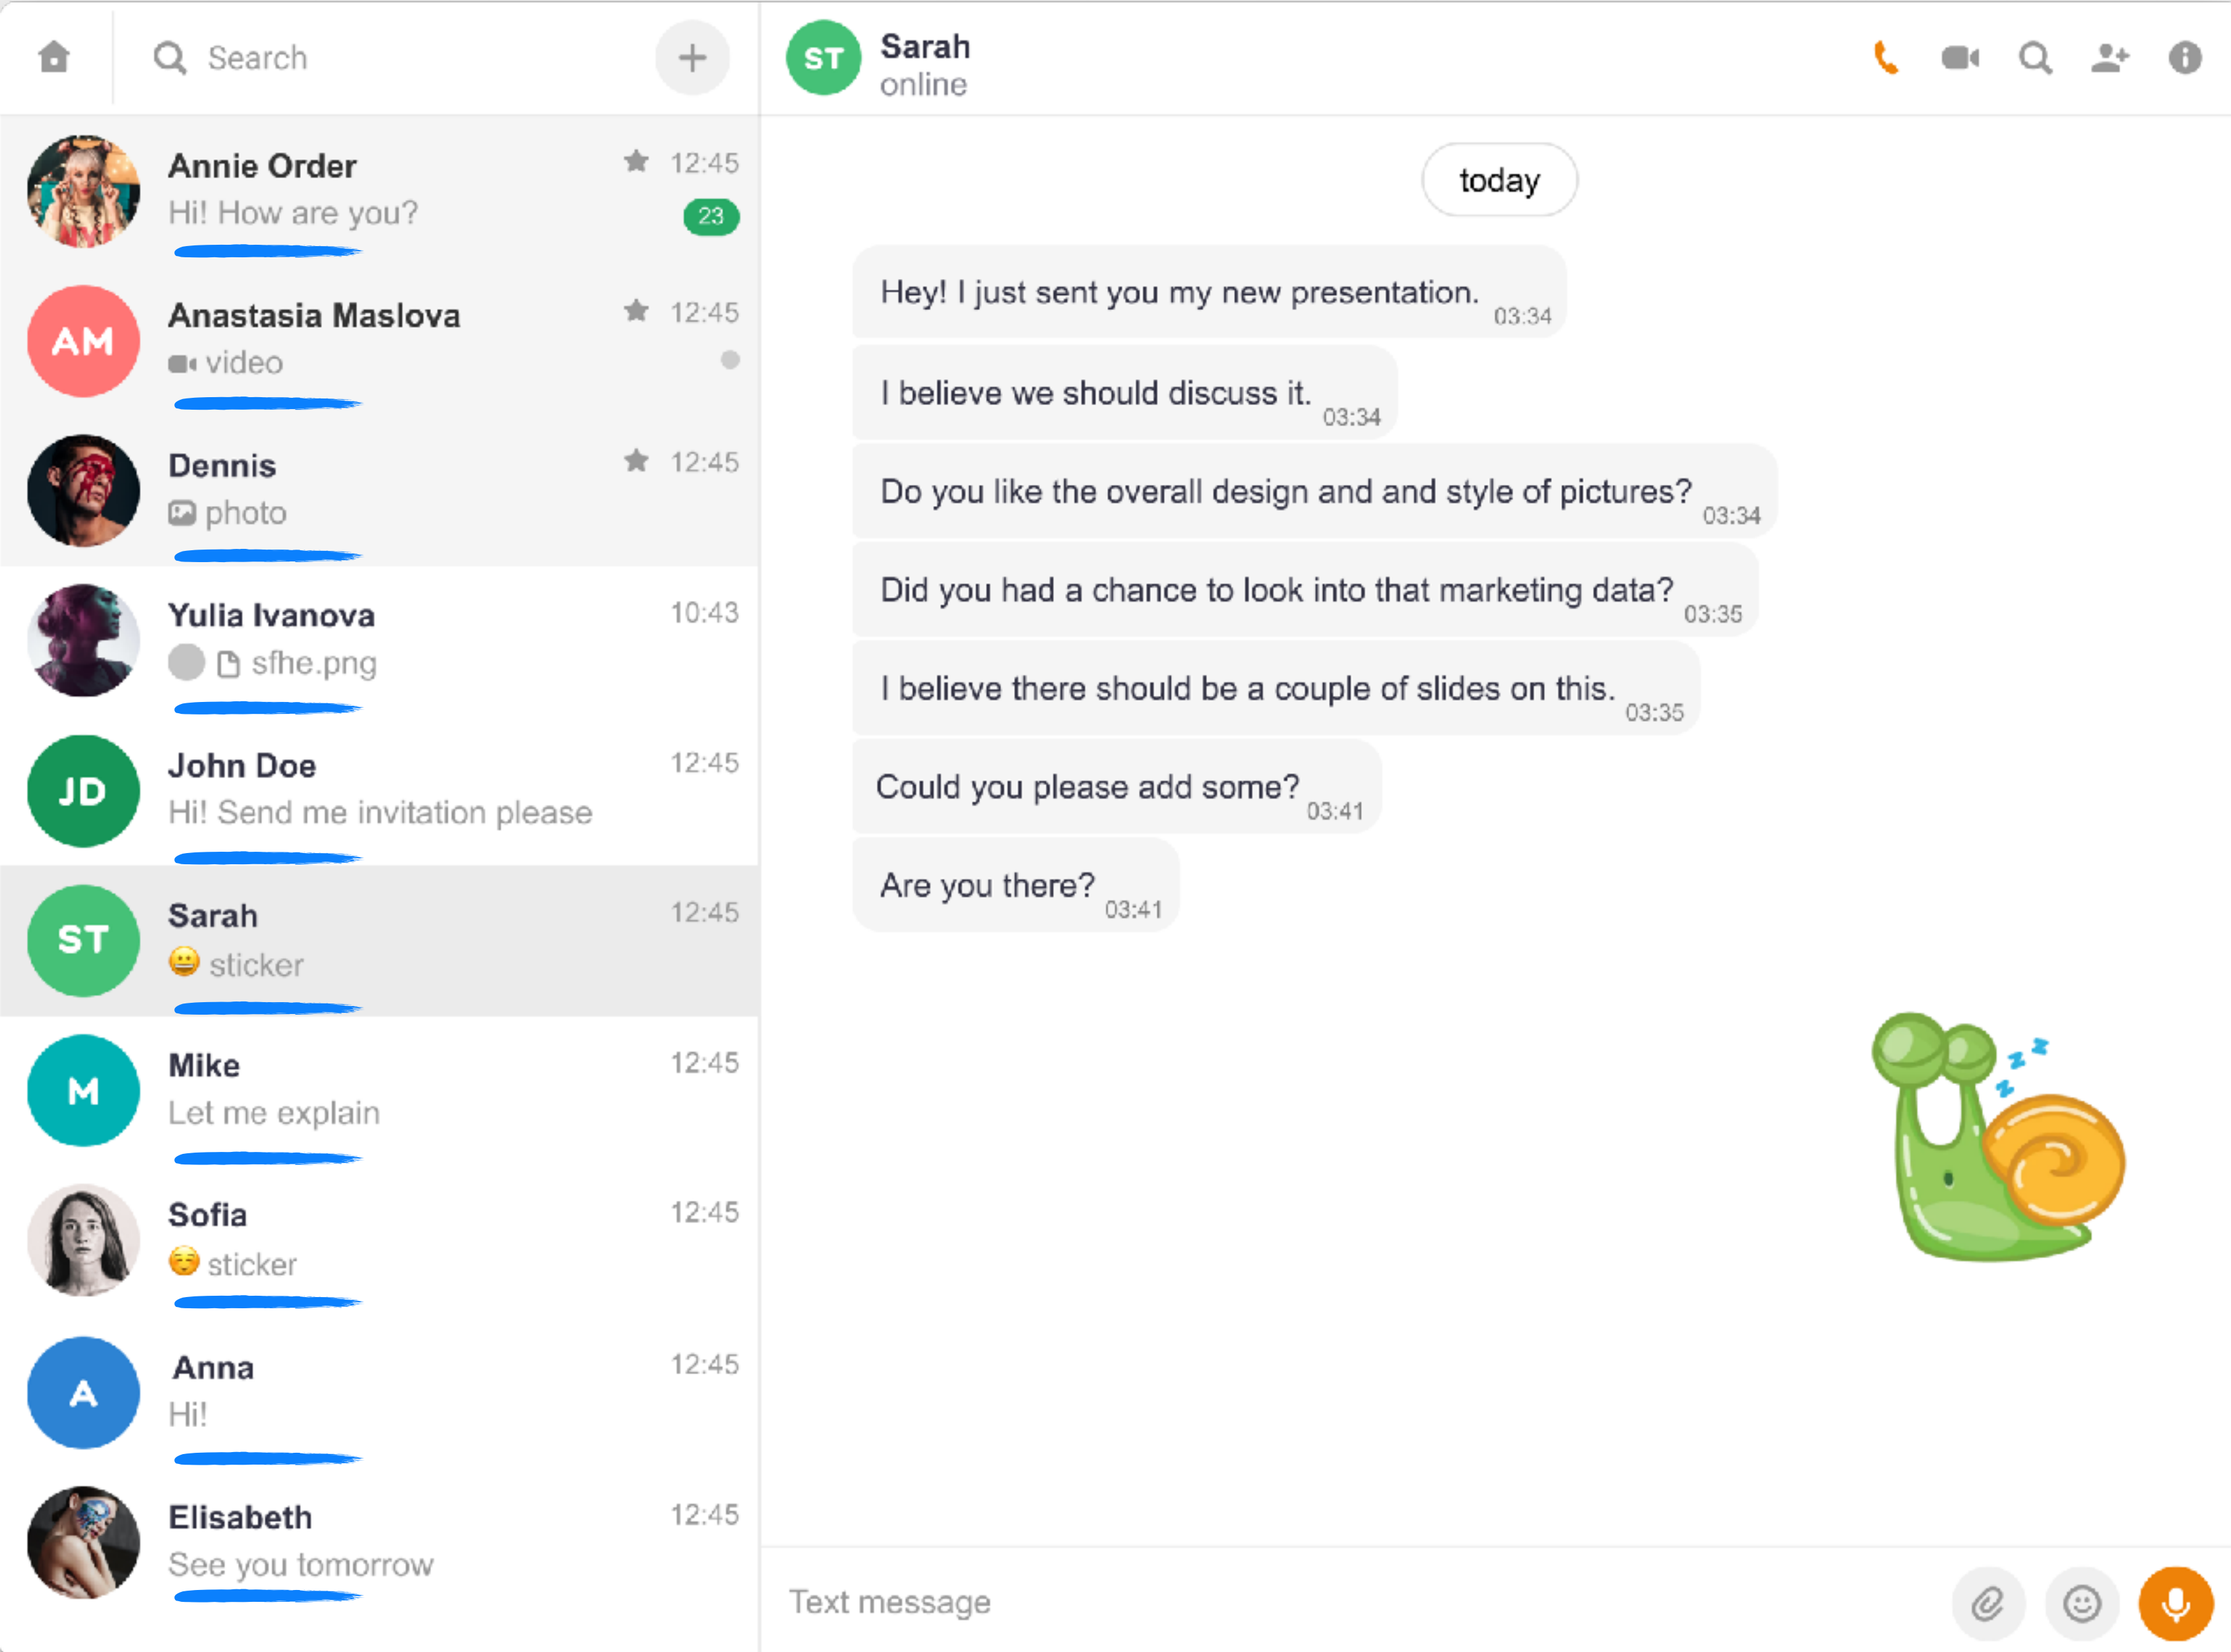 Search
Annie Order
12:45
Hi! How are you?
23
AM
Anastasia Maslova
12:45
video
Dennis
12:45
photo
Yulia Ivanova
10:43
sfhe.png
JD
John Doe
12:45
Hi! Send me invitation please
ST
Sarah
12:45
sticker
M
Mike
12:45
Let me explain
Sofia
12:45
sticker
A
Anna
12:45
Hi!
Elisabeth
12:45
See you tomorrow
ST
Sarah
online
today
Hey! I just sent you my new presentation.
03:34
I believe we should discuss it.
03:34
Do you like the overall design and and style of pictures?
03:34
Did you had a chance to look into that marketing data?
03:35
I believe there should be a couple of slides on this.
03:35
Could you please add some?
03:41
Are you there?
03:41
z z z
Text message